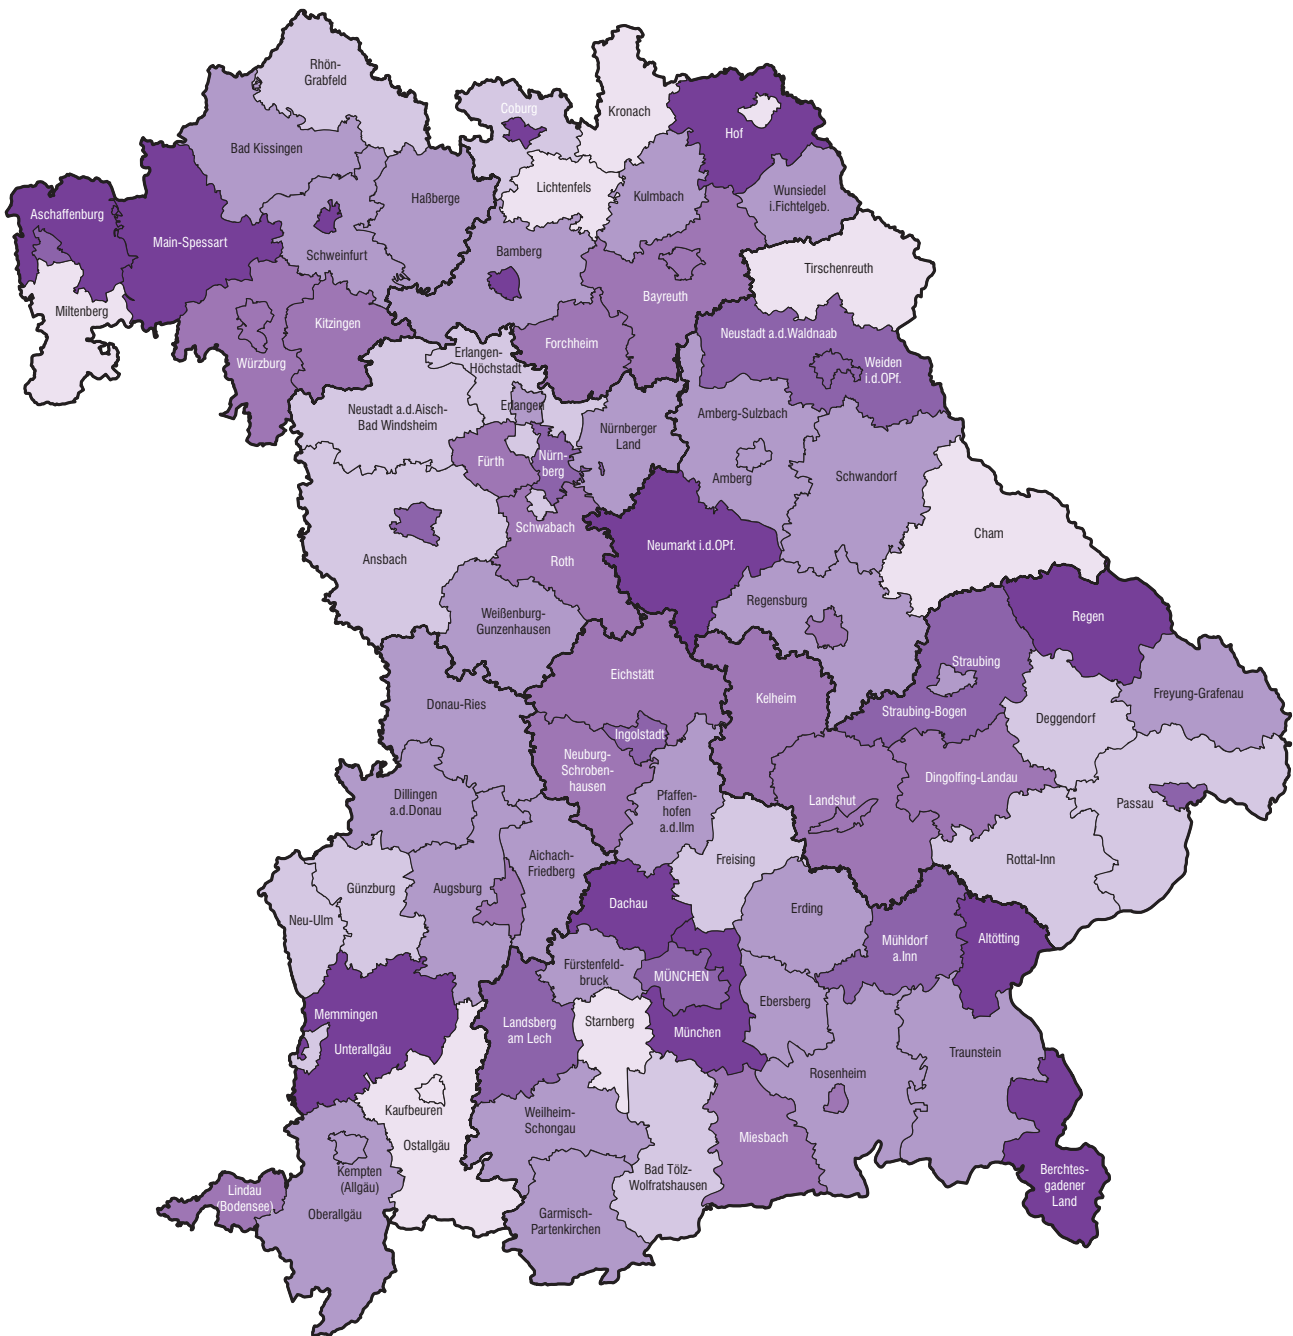 Rhön-
Grabfeld
Coburg
Kronach
Hof
Bad Kissingen
Lichtenfels
Kulmbach
Wunsiedel
i.Fichtelgeb.
Haßberge
Aschaffenburg
Main-Spessart
Schweinfurt
Bamberg
Tirschenreuth
Bayreuth
Miltenberg
Kitzingen
Würzburg
Forchheim
Neustadt a.d.Waldnaab
Weiden
i.d.OPf.
Erlangen-
Höchstadt
Erlangen
Neustadt a.d.Aisch-
Bad Windsheim
Nürnberger
Land
Amberg-Sulzbach
Amberg
Fürth
Nürn-
berg
Schwandorf
Schwabach
Roth
Ansbach
Neumarkt i.d.OPf.
Cham
Weißenburg-
Gunzenhausen
Regensburg
Regen
Straubing
Straubing-Bogen
Freyung-Grafenau
Eichstätt
Kelheim
Donau-Ries
Deggendorf
Ingolstadt
Neuburg-
Schroben-
hausen
Dingolfing-Landau
Pfaffen-
hofen
a.d.Ilm
Landshut
Passau
Dillingen
a.d.Donau
Aichach-
Friedberg
Freising
Rottal-Inn
Günzburg
Augsburg
Neu-Ulm
Dachau
Erding
Mühldorf
a.Inn
Altötting
Fürstenfeld-
bruck
MÜNCHEN
Ebersberg
Memmingen
Unterallgäu
Landsberg
am Lech
Starnberg
München
Traunstein
Rosenheim
Kaufbeuren
Ostallgäu
Weilheim-
Schongau
Miesbach
Bad Tölz-
Wolfratshausen
Kempten
(Allgäu)
Oberallgäu
Lindau
(Bodensee)
Garmisch-
Partenkirchen
Berchtes-
gadener
Land